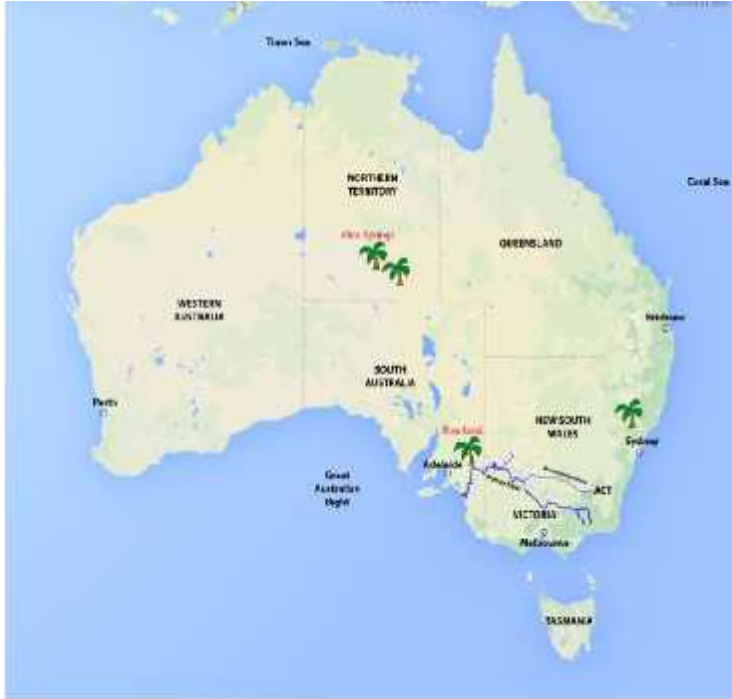 Timor Sea
Coral Sea
NORTHERN
TERRITORY
Alice Springs
QUEENSLAND
WESTERN
AUSTRALIA
Brisbane
SOUTH
AUSTRALIA
Perth
NEW SOUTH
WALES
Riverland
Sydney
Adelaide
Great
Australian
Bight
ACT
VICTORIA
Melbourne
TASMANIA